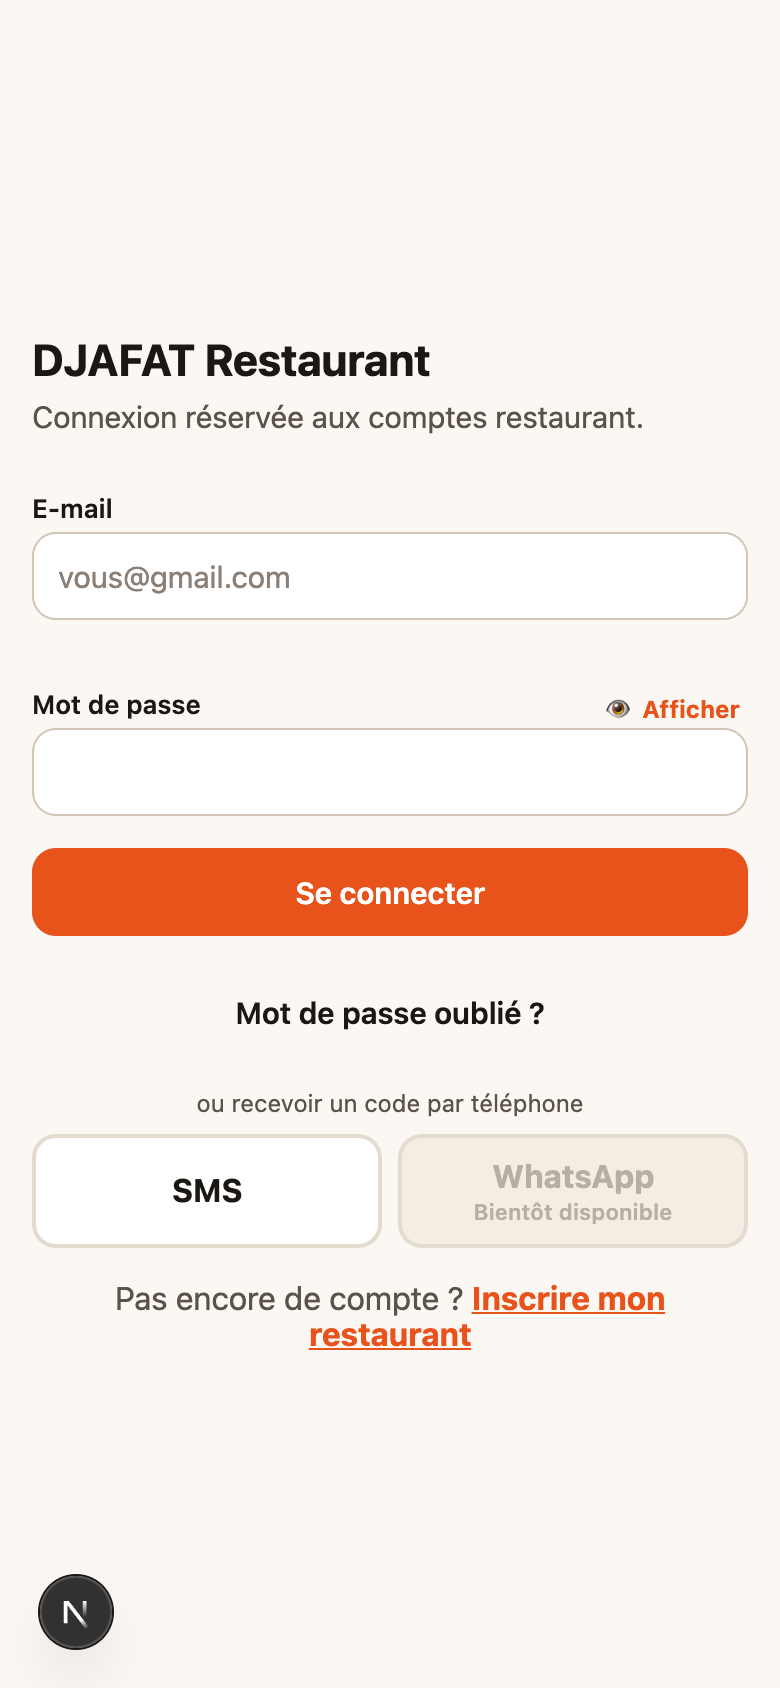 DJAFAT Restaurant
Connexion réservée aux comptes restaurant.
E-mail
vous@gmail.com
Mot de passe
Afficher
Se connecter
Mot de passe oublié ?
ou recevoir un code par téléphone
SMS
WhatsApp
Bientôt disponible
Pas encore de compte ? Inscrire mon
restaurant
N